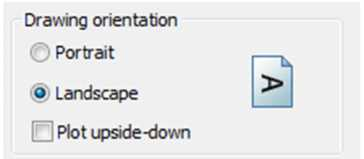 Drawing orientation
Portrait
Landscape
A
Plot upside-down